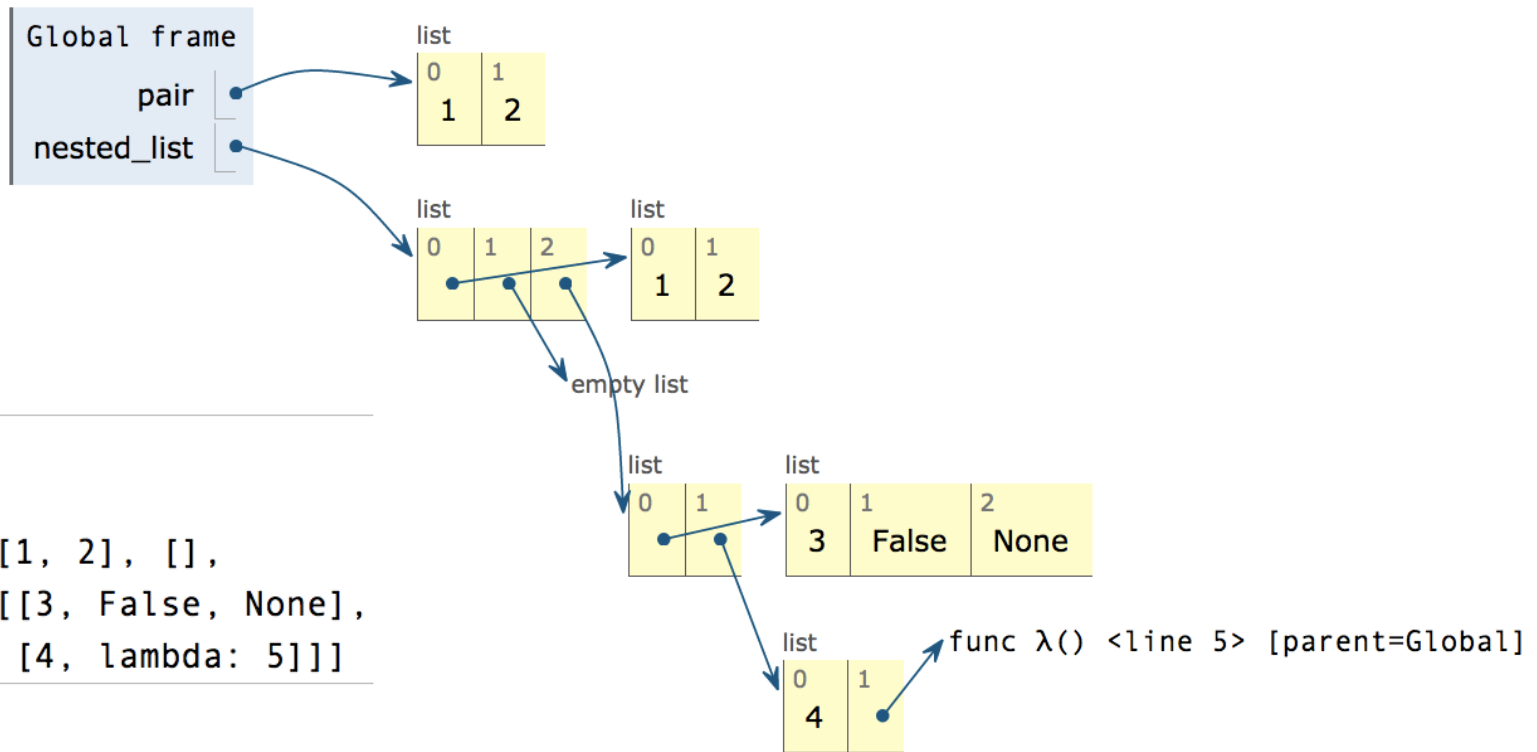 Global frame
pair
nested_list
list
0 1
1 2
list
0 1 2
list
0 1
1 2
empty list
[1, 2], [],
[[3, False, None],
[4, lambda: 5]]]
list
0 1
list
0 1 2
3 False None
list
0 1
4
func λ() <line 5> [parent=Global]